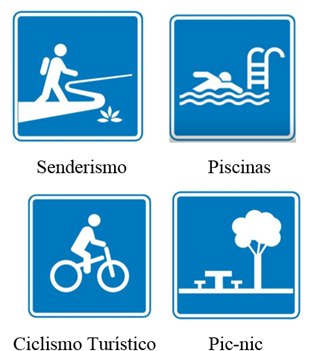 Senderismo
Piscinas
Ciclismo Turístico
Pic-nic